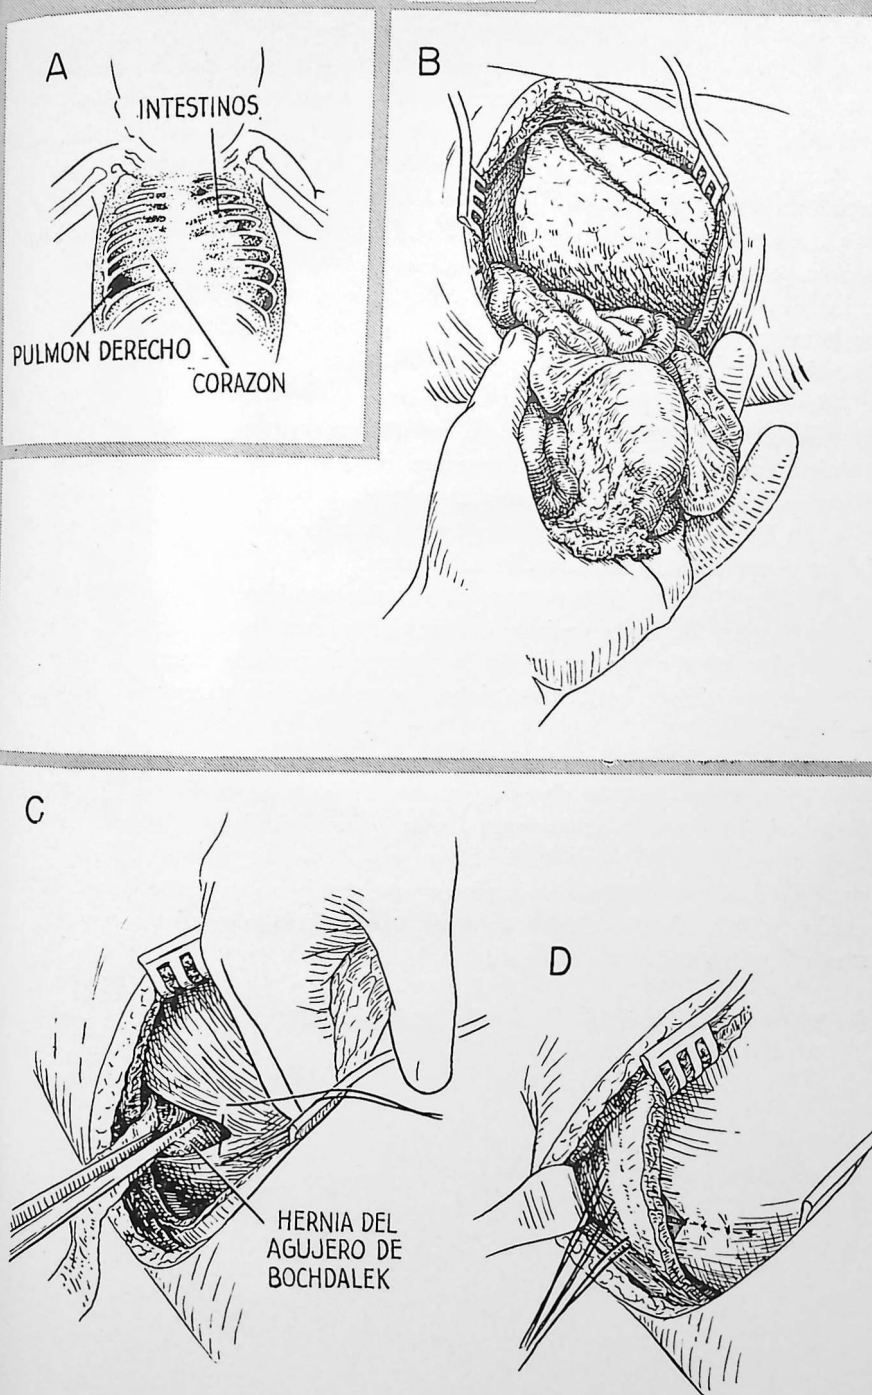 A
INTESTINOS
PULMON DERECHO
CORAZON
B
C
HERNIA DEL
AGUJERO DE
BOCHDALEK
D